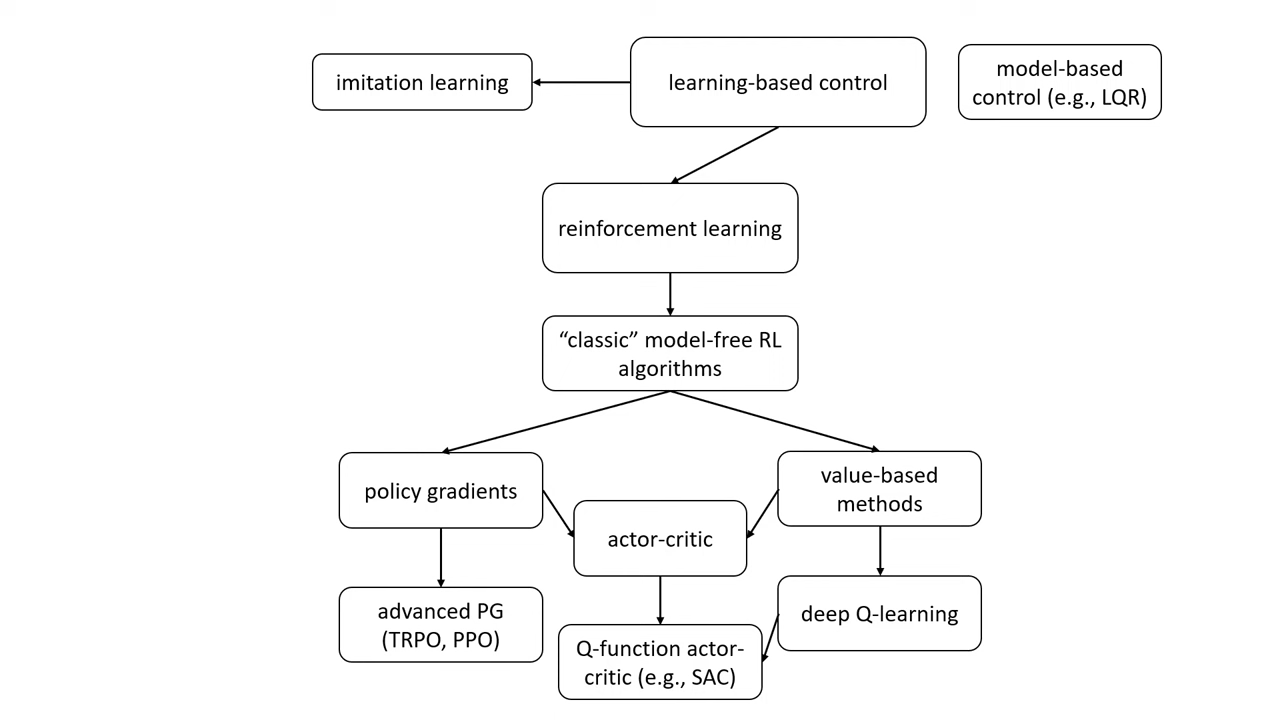 imitation learning
learning-based control
model-based
control (e.g., LQR)
reinforcement learning
“classic” model-free RL
algorithms
policy gradients
value-based
methods
actor-critic
advanced PG
(TRPO, PPO)
deep Q-learning
Q-function actor-
critic (e.g., SAC)